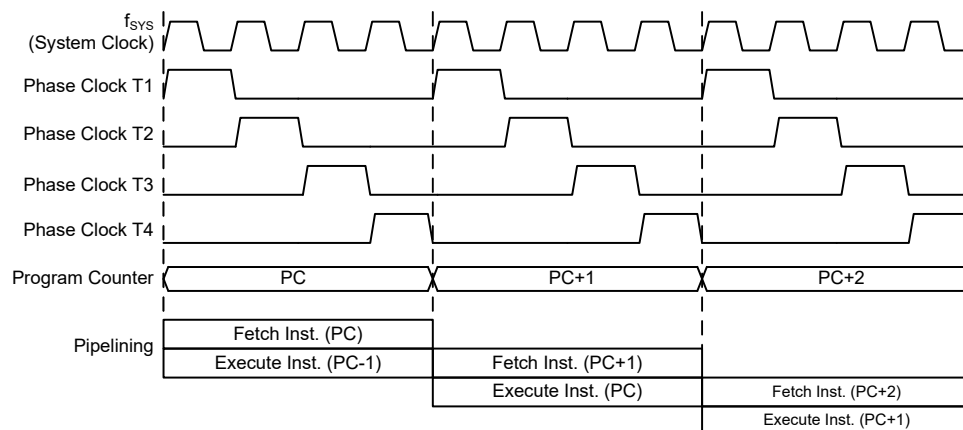 fSYS
(System Clock)
Phase Clock T1
Phase Clock T2
Phase Clock T3
Phase Clock T4
Program Counter PC PC+1 PC+2
Pipelining
Fetch Inst. (PC)
Execute Inst. (PC-1) Fetch Inst. (PC+1)
Execute Inst. (PC) Fetch Inst. (PC+2)
Execute Inst. (PC+1)